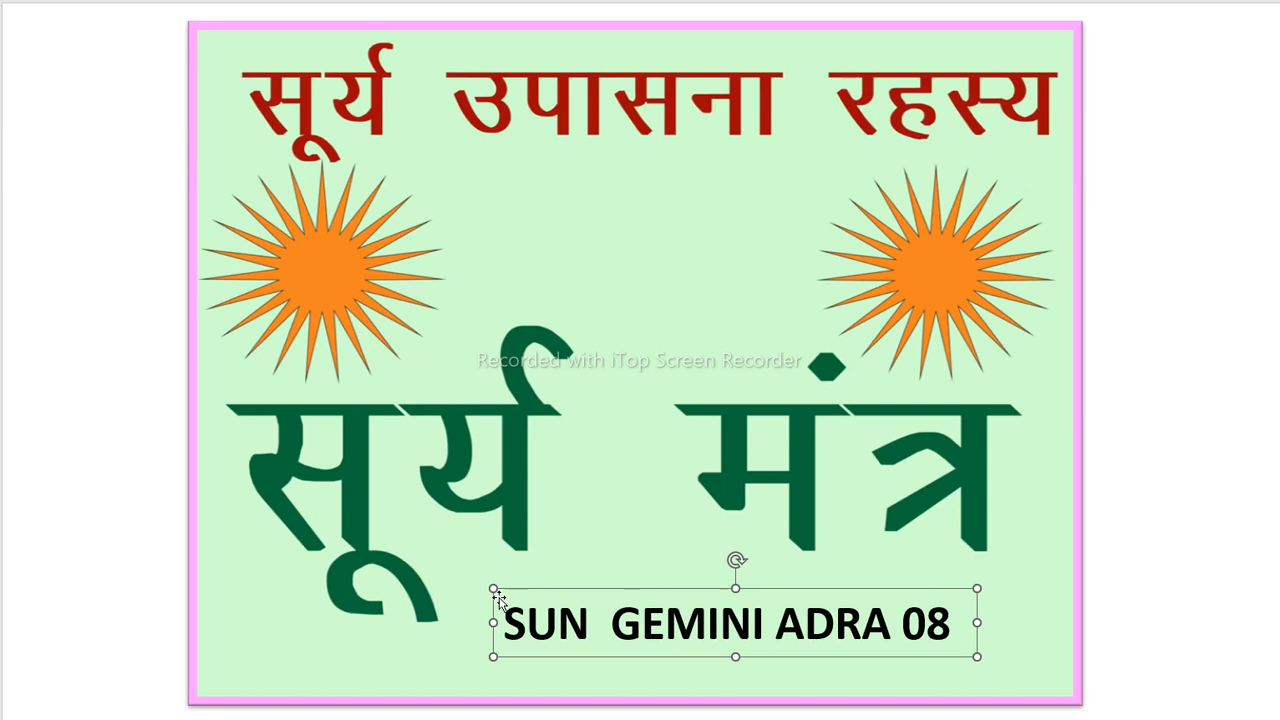 सूर्य उपासना रहस्य
Recorded with iTop Screen Recorder
सूर्य मंत्र
SUN GEMINI ADRA 08